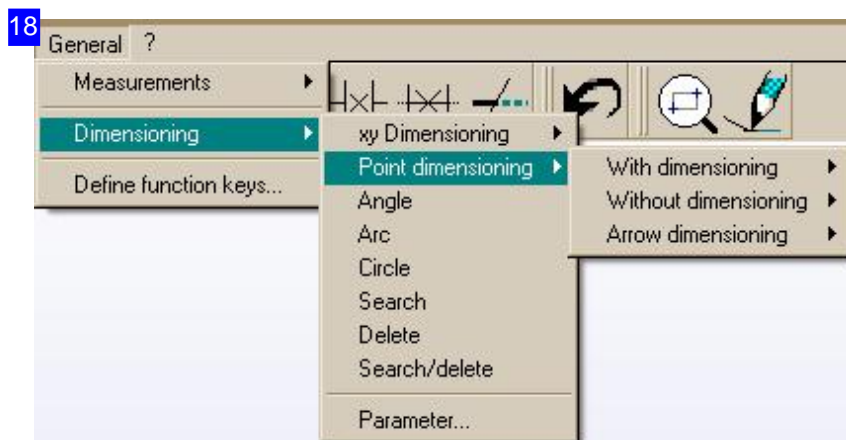 18
General ?
Measurements
Dimensioning
Define function keys...
xy Dimensioning
Point dimensioning
Angle
Arc
Circle
Search
Delete
Search/delete
Parameter...
With dimensioning
Without dimensioning
Arrow dimensioning